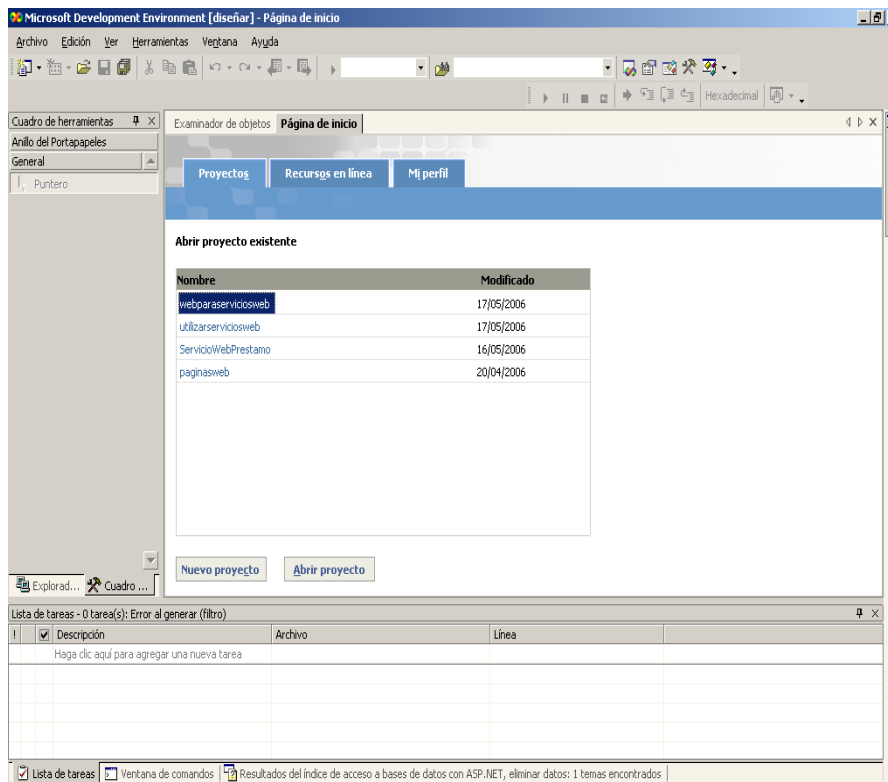 Microsoft Development Environment [diseñar] - Página de inicio
Archivo Edición Ver Herramientas Ventana Ayuda
Hexadecimal
Cuadro de herramientas
Examinador de objetos Página de inicio
Anillo del Portapapeles
General
Puntero
Proyectos Recursos en línea Mi perfil
Abrir proyecto existente
Nombre Modificado
webparaserviciosweb 17/05/2006
utilizarserviciosweb 17/05/2006
ServicioWebPrestamo 16/05/2006
paginasweb 20/04/2006
Nuevo proyecto Abrir proyecto
Explorad... Cuadro ...
Lista de tareas - 0 tarea(s): Error al generar (filtro)
! Descripción Archivo Línea
Haga clic aquí para agregar una nueva tarea
Lista de tareas Ventana de comandos Resultados del índice de acceso a bases de datos con ASP.NET, eliminar datos: 1 temas encontrados